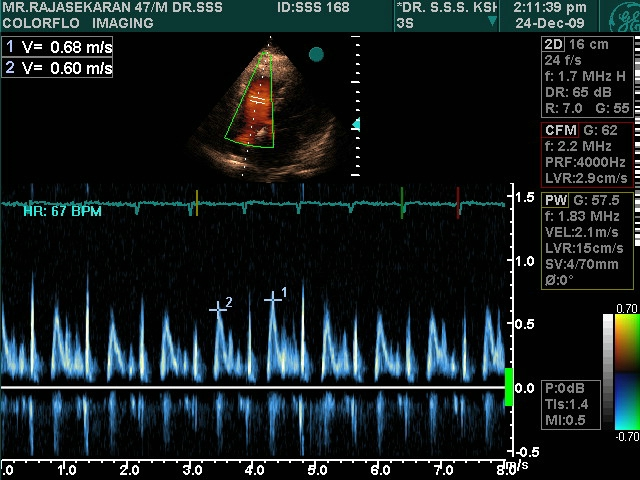 MR.RAJASEKARAN 47/M DR.SSS ID:SSS 168 *DR. S.S.S. KSH 2:11:39 pm
COLORFLO IMAGING 3S 24-Dec-09
1 V= 0.68 m/s
2 V= 0.60 m/s
2D 16 cm
24 f/s
f: 1.7 MHz H
DR: 65 dB
R: 7.0 G: 55
CFM G: 62
f: 2.2 MHz
PRF:4000Hz
LVR:2.9cm/s
PW G: 57.5
f: 1.83 MHz
VEL:2.1m/s
LVR:15cm/s
SV:4/70mm
Ø:0°
HR: 67 BPM
1.5
1.0
0.5
0.0
-0.5
2
1
0.70
0.70
P:0dB
TIs:1.4
MI:0.5
.0 1.0 2.0 3.0 4.0 5.0 6.0 7.0 8.0 m/s